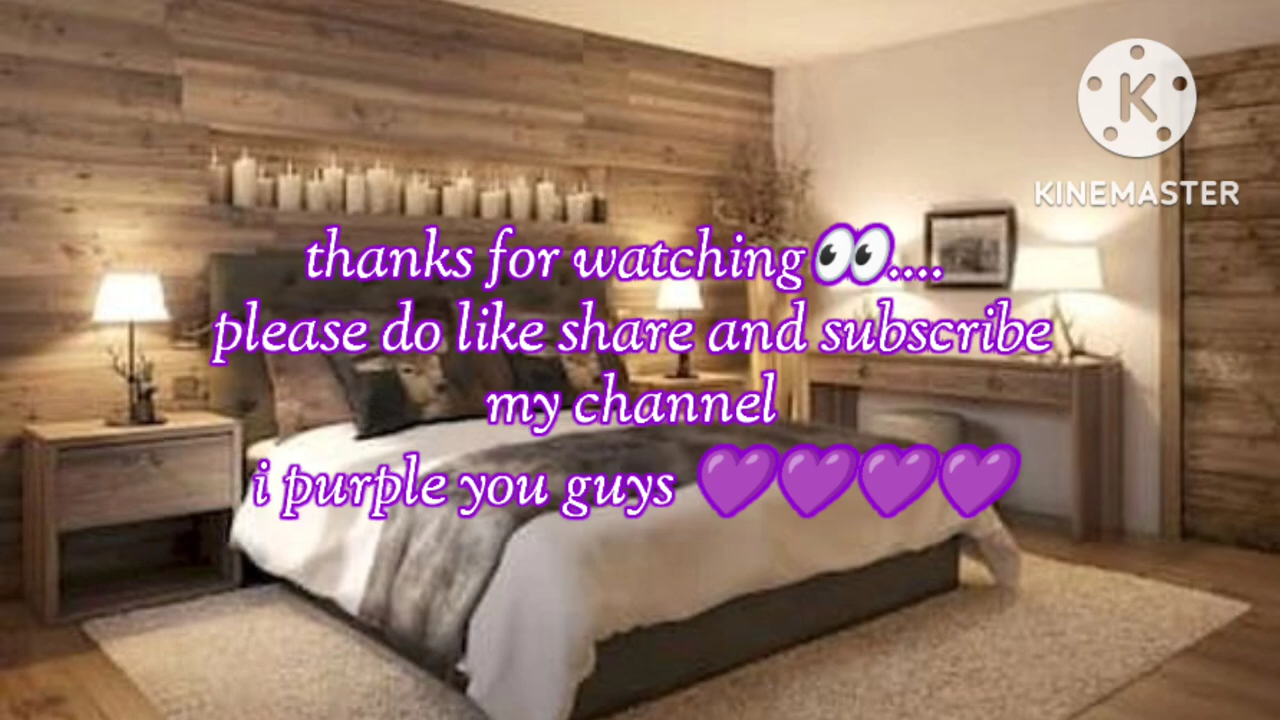 KINEMASTER
thanks for watching👀....
please do like share and subscribe
my channel
i purple you guys 💜💜💜💜